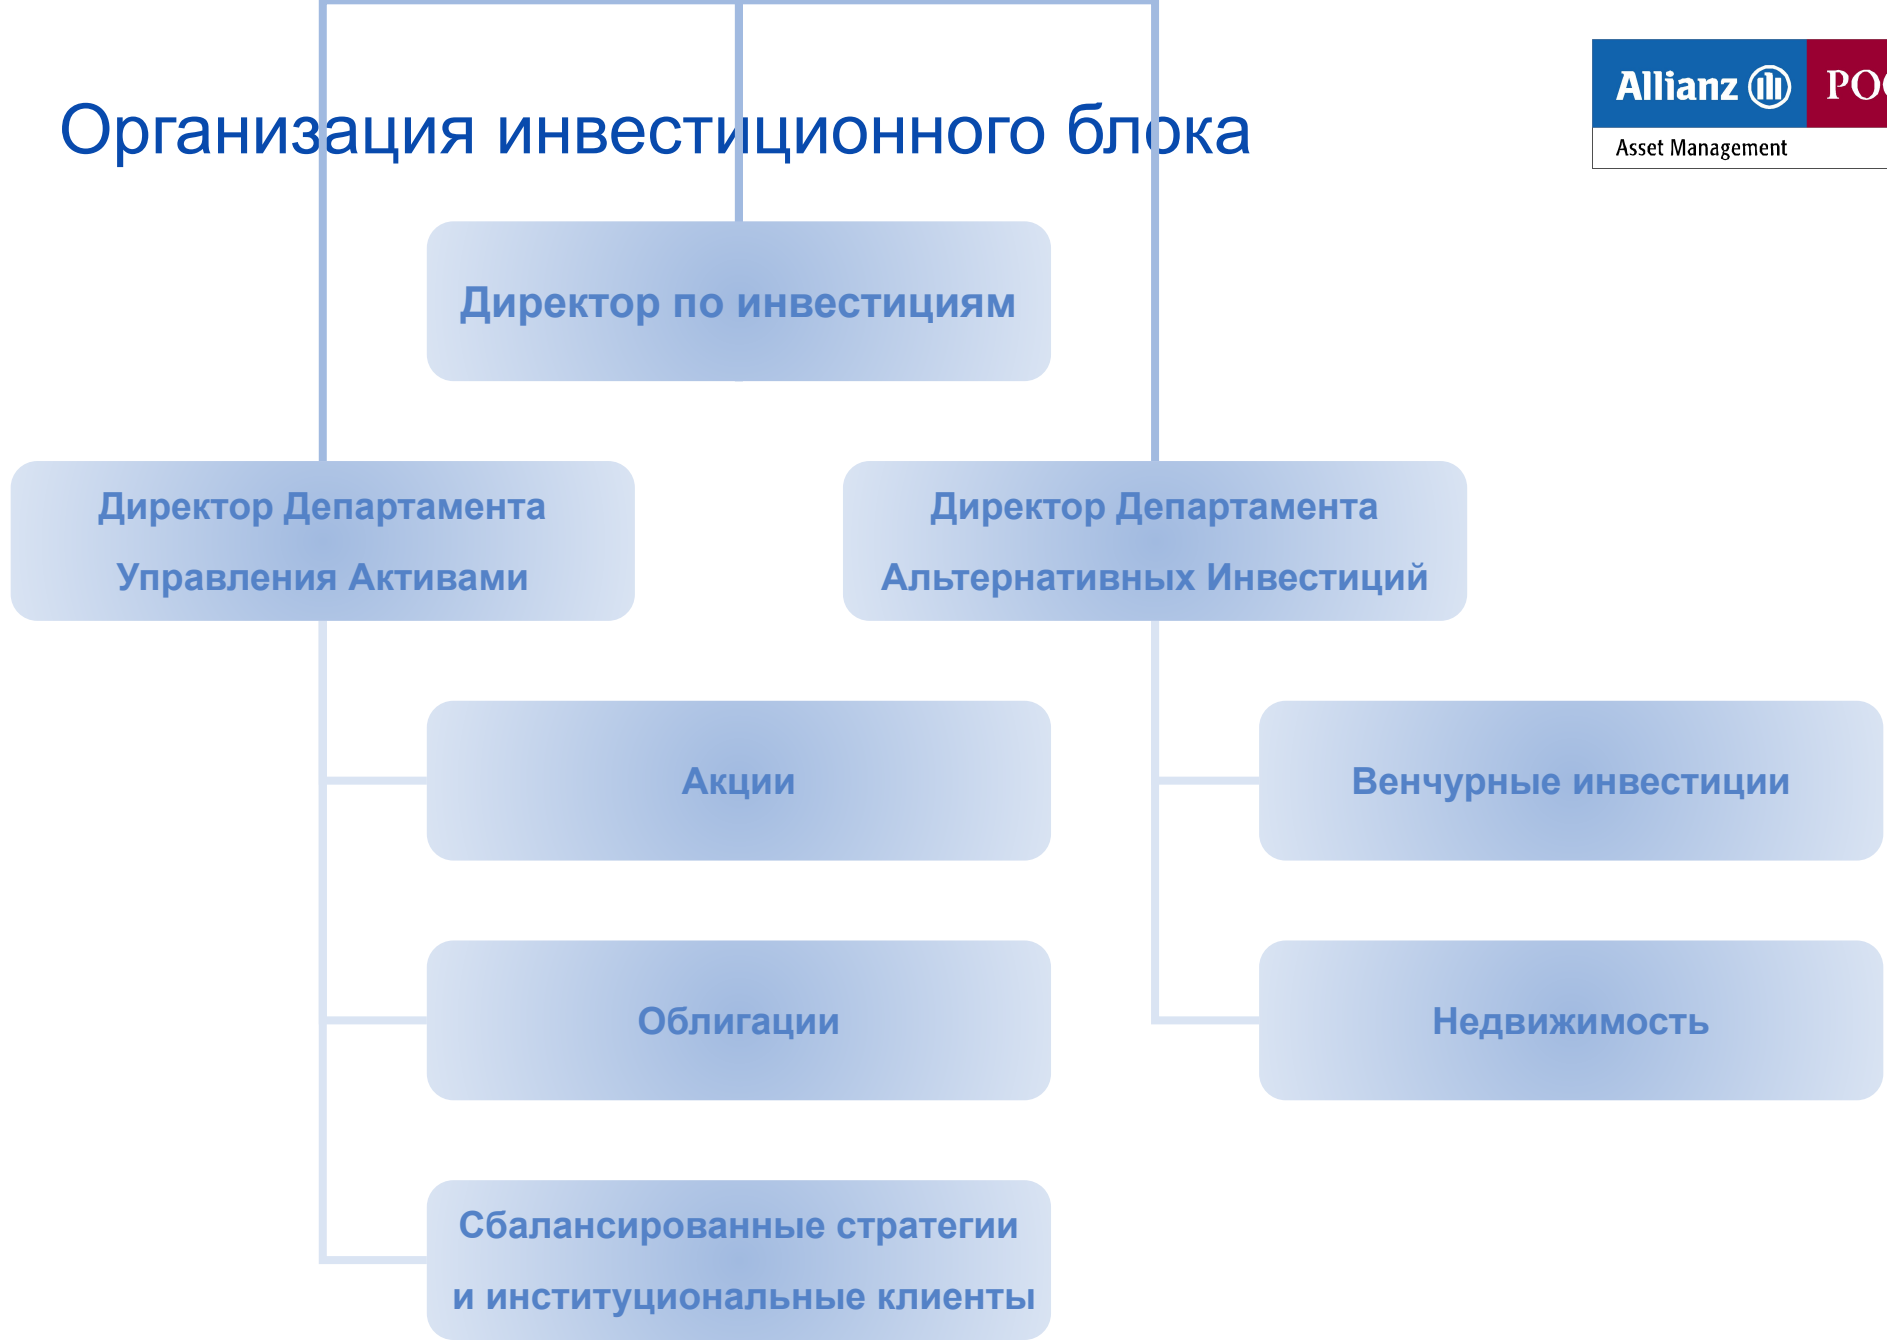 Организация инвестиционного блока
Allianz
Asset Management
Директор по инвестициям
Директор Департамента
Управления Активами
Директор Департамента
Альтернативных Инвестиций
Акции
Венчурные инвестиции
Облигации
Недвижимость
Сбалансированные стратегии
и институциональные клиенты